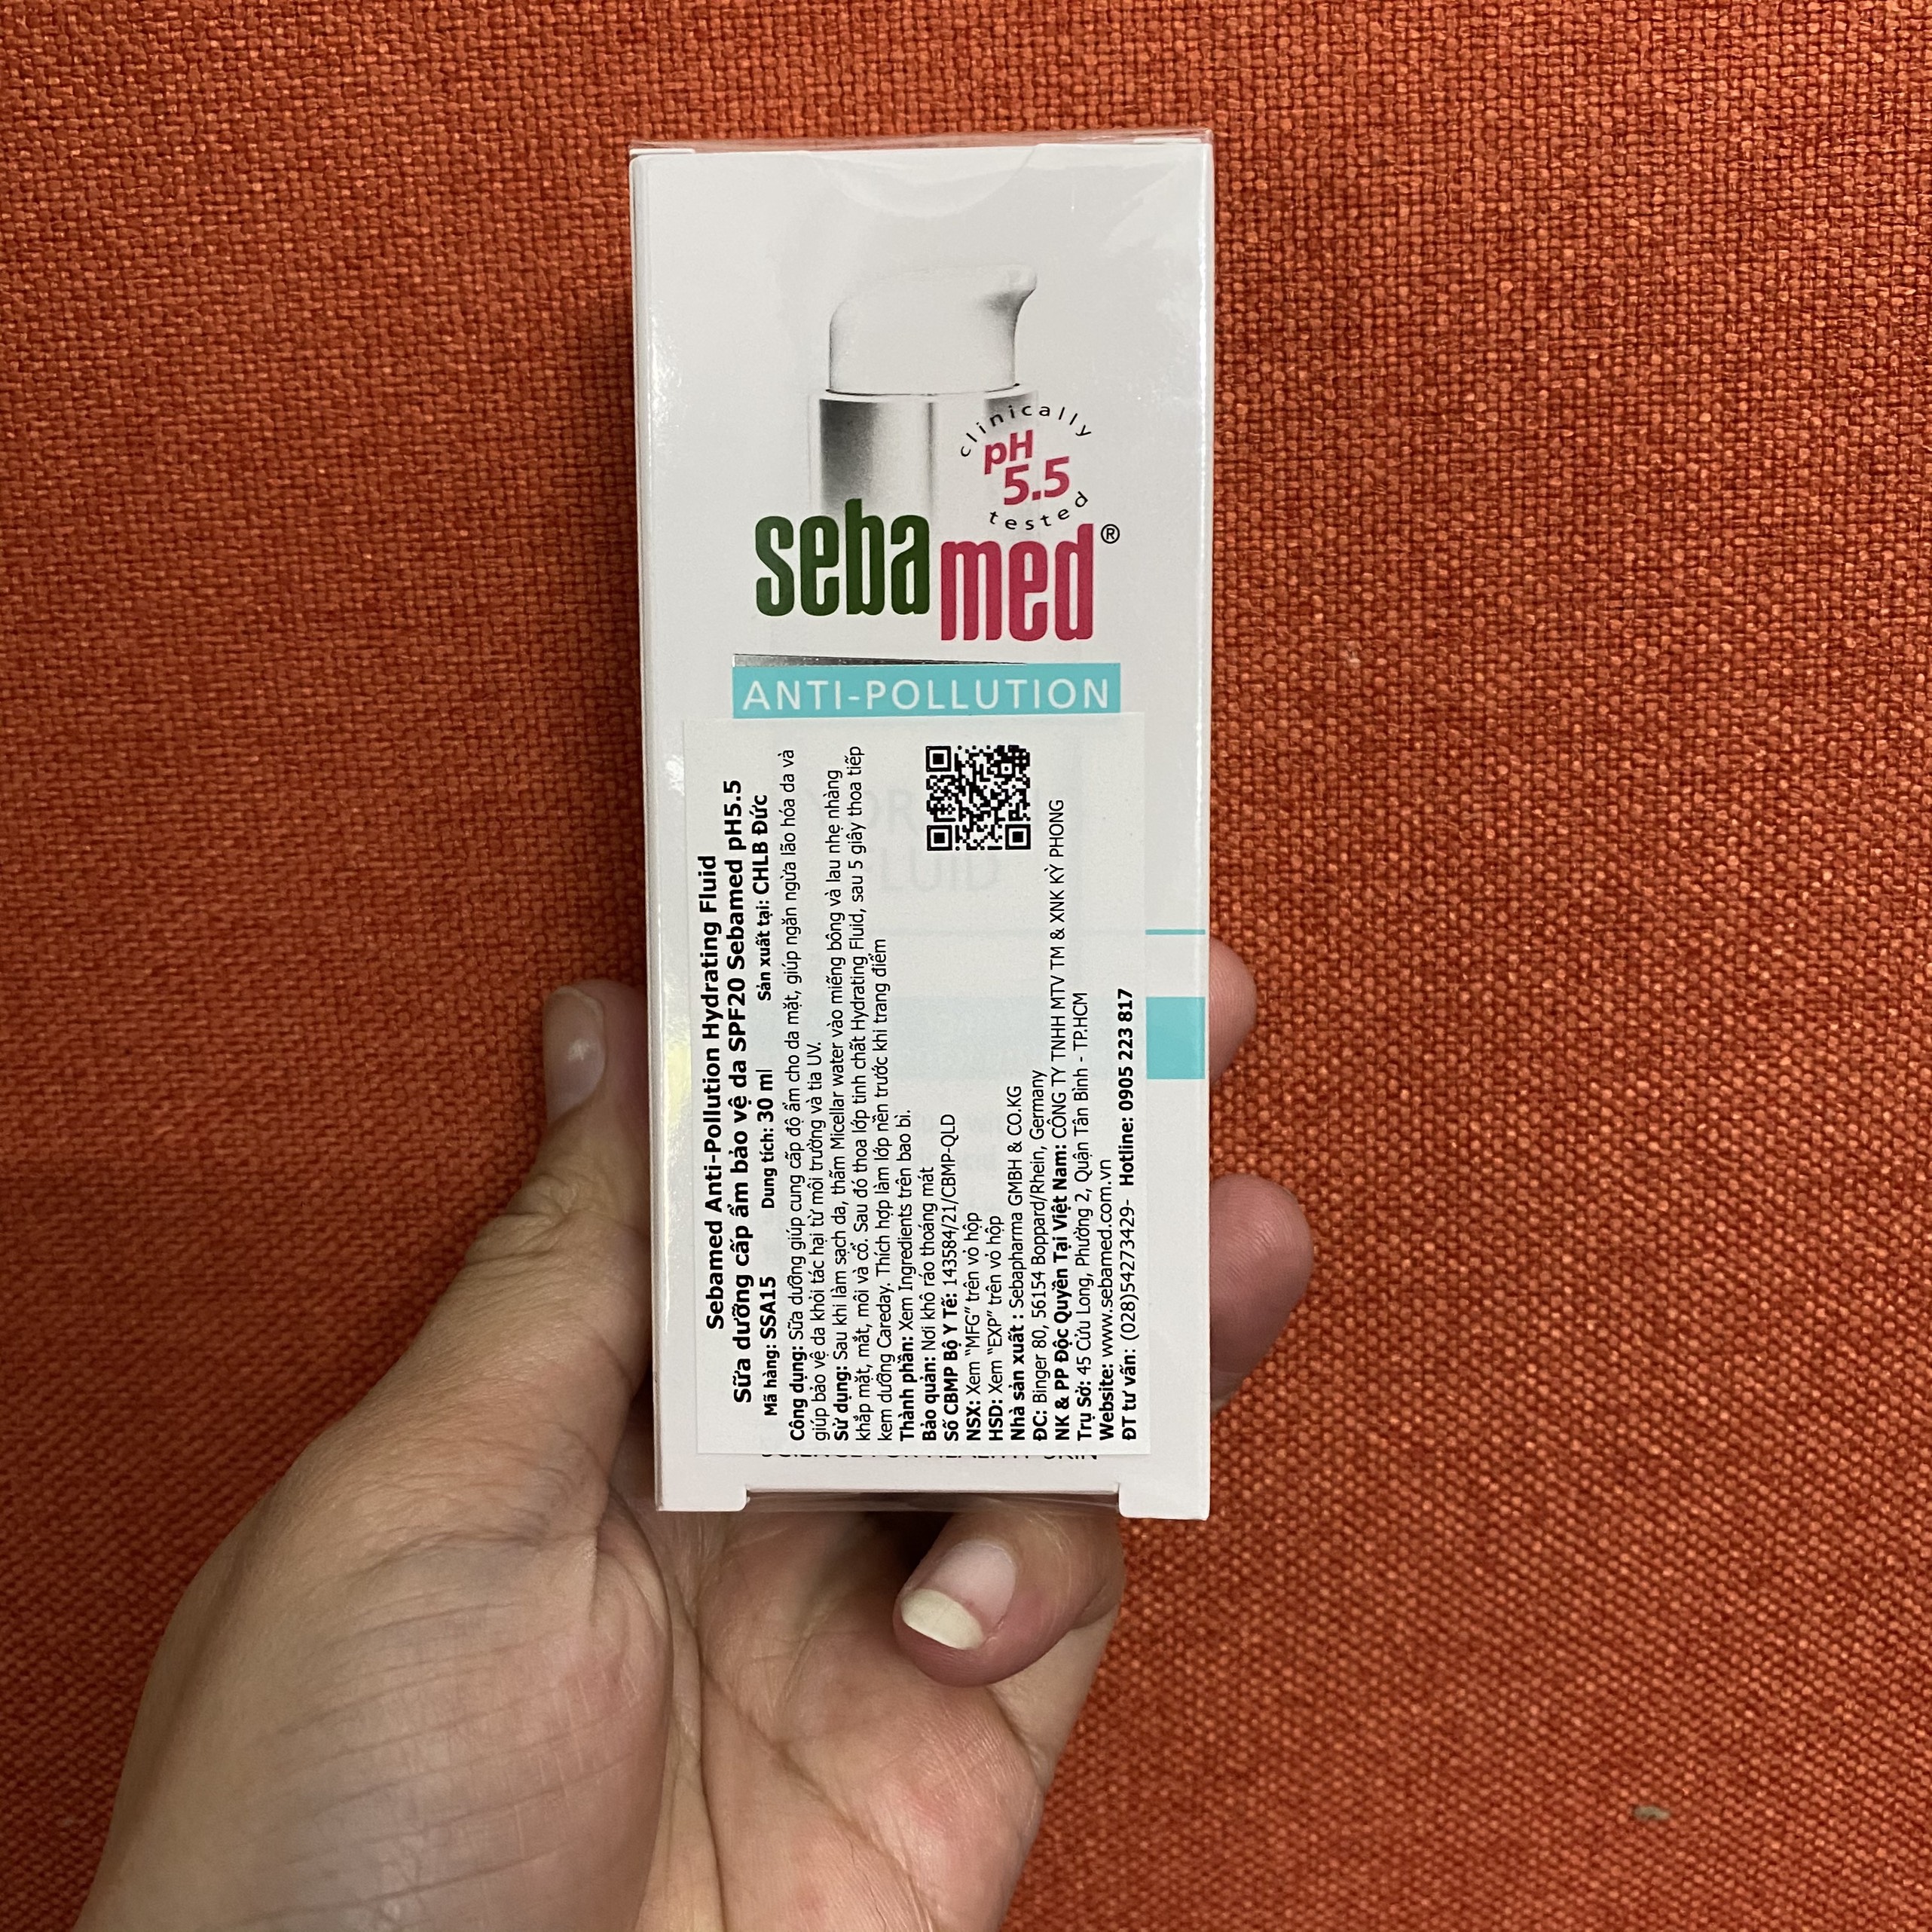 clinically
pH
5.5
tested
seba
med®
ANTI-POLLUTION
Sebamed Anti-Pollution Hydrating Fluid
Sữa dưỡng cấp ẩm bảo vệ da SPF20 Sebamed pH5.5
Mã hàng: SSA15 Dung tích: 30 ml Sản xuất tại: CHLB Đức
Công dụng: Sữa dưỡng giúp cung cấp độ ẩm cho da mặt, giúp ngăn ngừa lão hóa da và
giúp bảo vệ da khỏi tác hại từ môi trường và tia UV.
Sử dụng: Sau khi làm sạch da, thấm Micellar water vào miếng bông và lau nhẹ nhàng
khắp mặt, mắt, môi và cổ. Sau đó thoa lớp tinh chất Hydrating Fluid, sau 5 giây thoa tiếp
kem dưỡng Careday. Thích hợp làm lớp nền trước khi trang điểm
Thành phần: Xem Ingredients trên bao bì.
Bảo quản: Nơi khô ráo thoáng mát
Số CBMP Bộ Y Tế: 143584/21/CBMP-QLD
NSX: Xem "MFG" trên vỏ hộp
HSD: Xem "EXP" trên vỏ hộp
Nhà sản xuất : Sebapharma GMBH & CO.KG
ĐC: Binger 80, 56154 Boppard/Rhein, Germany
NK & PP Độc Quyền Tại Việt Nam: CÔNG TY TNHH MTV TM & XNK KỲ PHONG
Trụ Sở: 45 Cửu Long, Phường 2, Quận Tân Bình - TP.HCM
Website: www.sebamed.com.vn
ĐT tư vấn: (028)54273429- Hotline: 0905 223 817